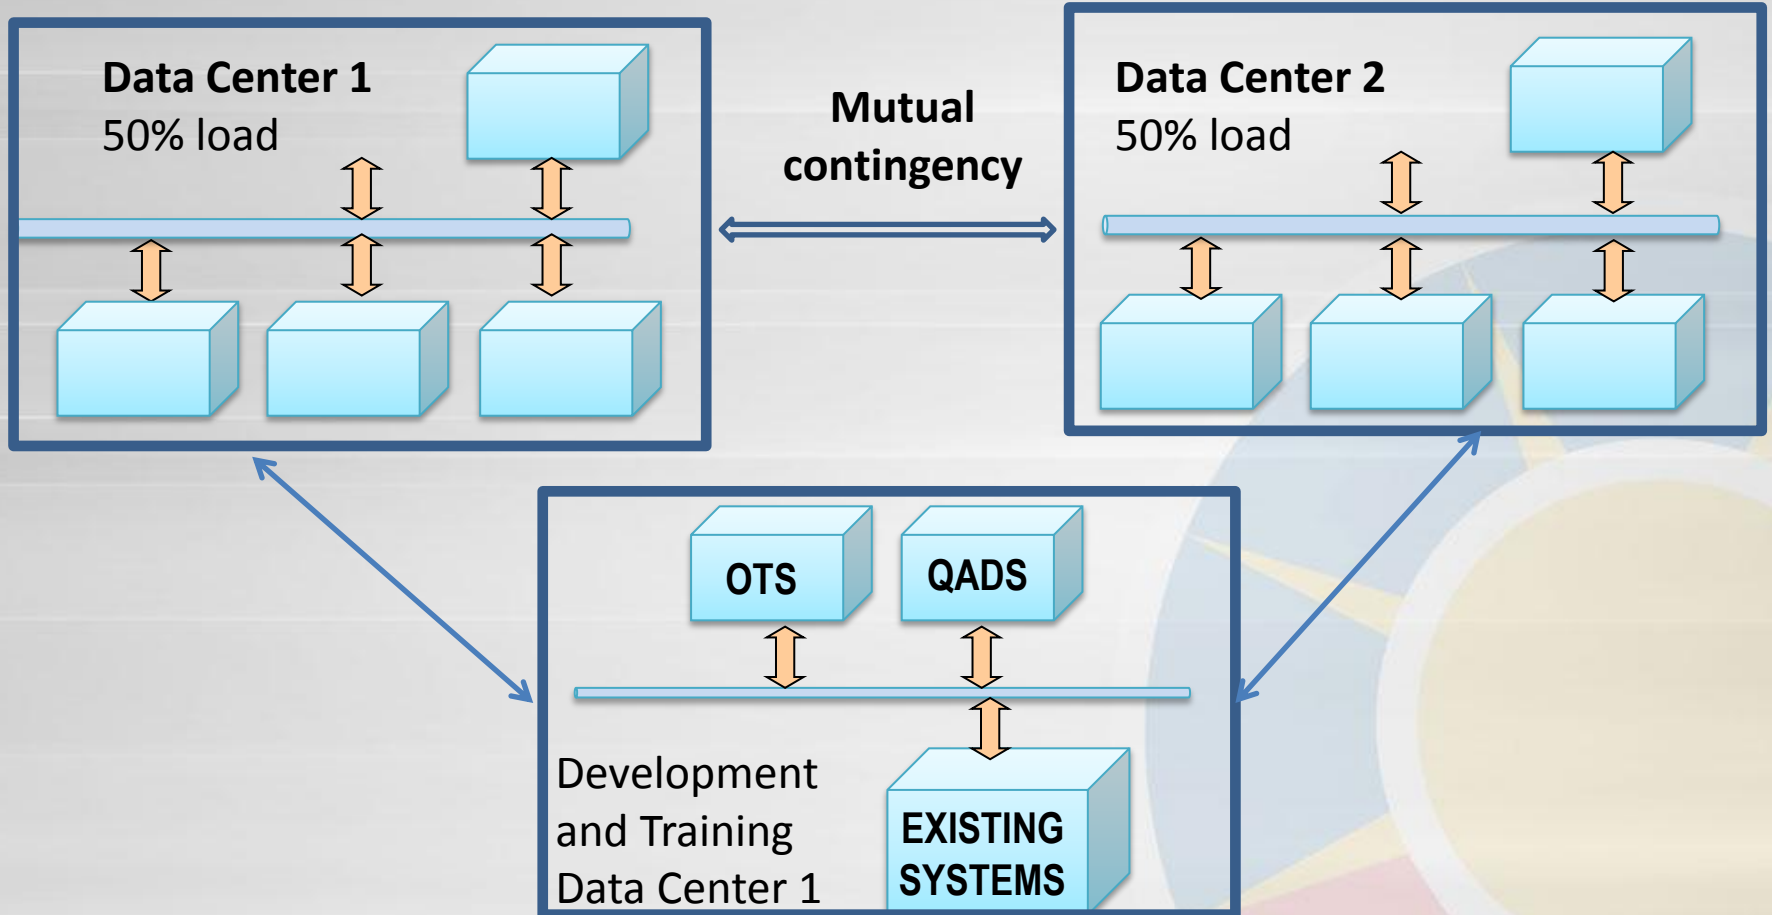 Data Center 1
50% load
Mutual
contingency
Data Center 2
50% load
OTS
QADS
Development
and Training
Data Center 1
EXISTING
SYSTEMS